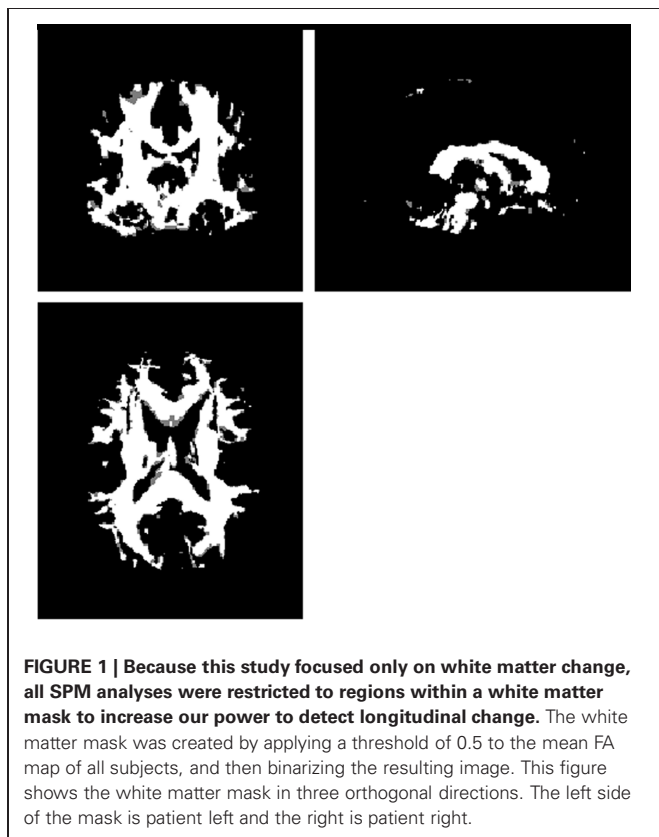 FIGURE 1 | Because this study focused only on white matter change,
all SPM analyses were restricted to regions within a white matter
mask to increase our power to detect longitudinal change. The white
matter mask was created by applying a threshold of 0.5 to the mean FA
map of all subjects, and then binarizing the resulting image. This figure
shows the white matter mask in three orthogonal directions. The left side
of the mask is patient left and the right is patient right.